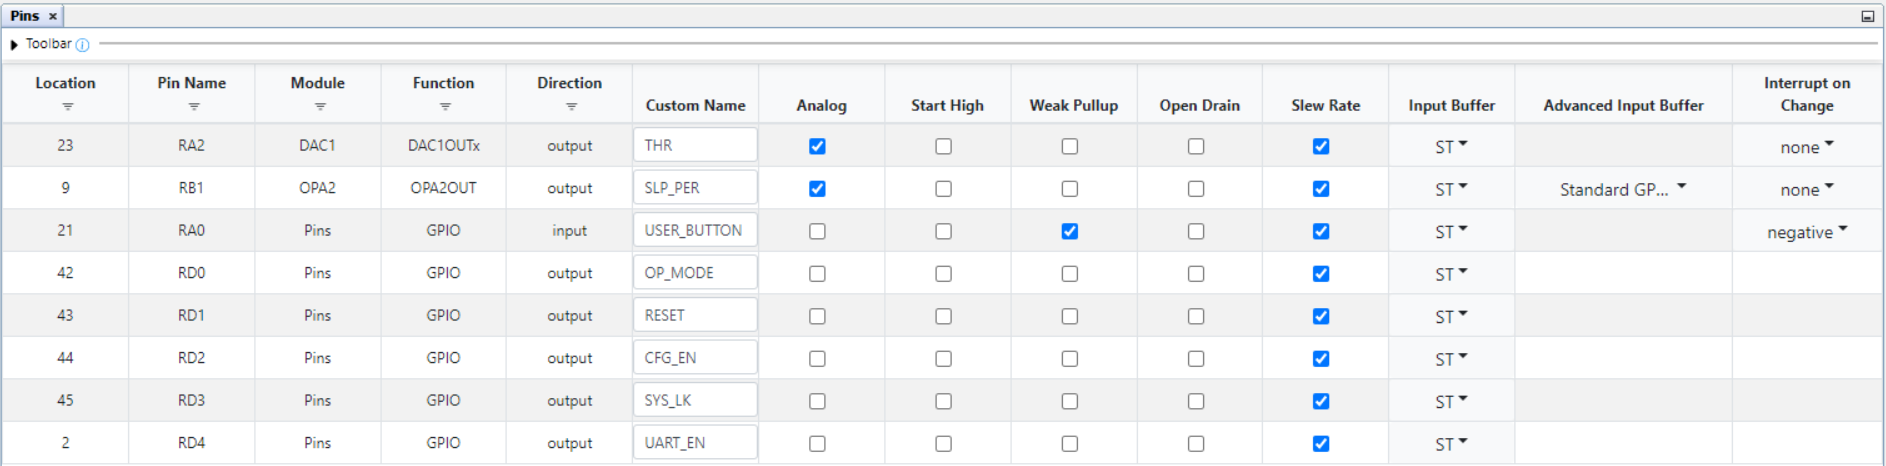 Pins ×
Toolbar
Location Pin Name Module Function Direction Custom Name Analog Start High Weak Pullup Open Drain Slew Rate Input Buffer Advanced Input Buffer Interrupt on Change
23 RA2 DAC1 DAC1OUTx output THR ST none
9 RB1 OPA2 OPA2OUT output SLP_PER ST Standard GP... none
21 RA0 Pins GPIO input USER_BUTTON ST negative
42 RD0 Pins GPIO output OP_MODE ST
43 RD1 Pins GPIO output RESET ST
44 RD2 Pins GPIO output CFG_EN ST
45 RD3 Pins GPIO output SYS_LK ST
2 RD4 Pins GPIO output UART_EN ST